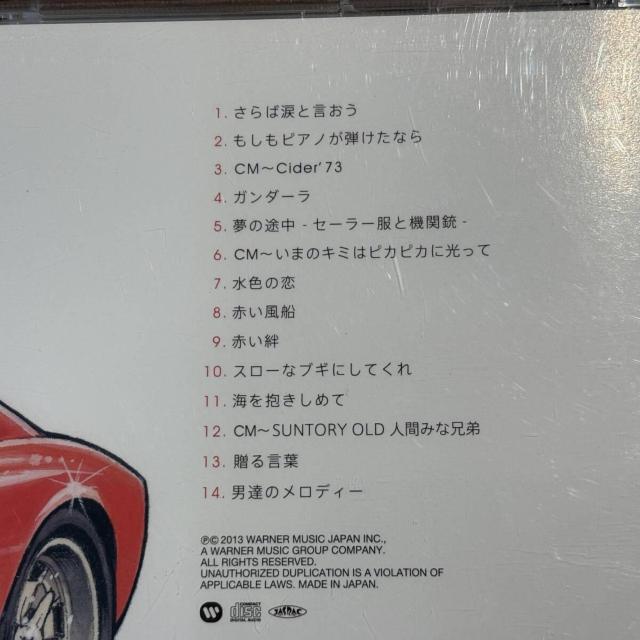 1. さらば涙と言おう
2. もしもピアノが弾けたなら
3. CM～Cider'73
4. ガンダーラ
5. 夢の途中 - セーラー服と機関銃 -
6. CM～いまのキミはピカピカに光って
7. 水色の恋
8. 赤い風船
9. 赤い絆
10. スローなブギにしてくれ
11. 海を抱きしめて
12. CM～SUNTORY OLD 人間みな兄弟
13. 贈る言葉
14. 男達のメロディー
℗© 2013 WARNER MUSIC JAPAN INC.,
A WARNER MUSIC GROUP COMPANY.
ALL RIGHTS RESERVED.
UNAUTHORIZED DUPLICATION IS A VIOLATION OF
APPLICABLE LAWS. MADE IN JAPAN.
COMPACT
disc
DIGITAL AUDIO
JASRAC